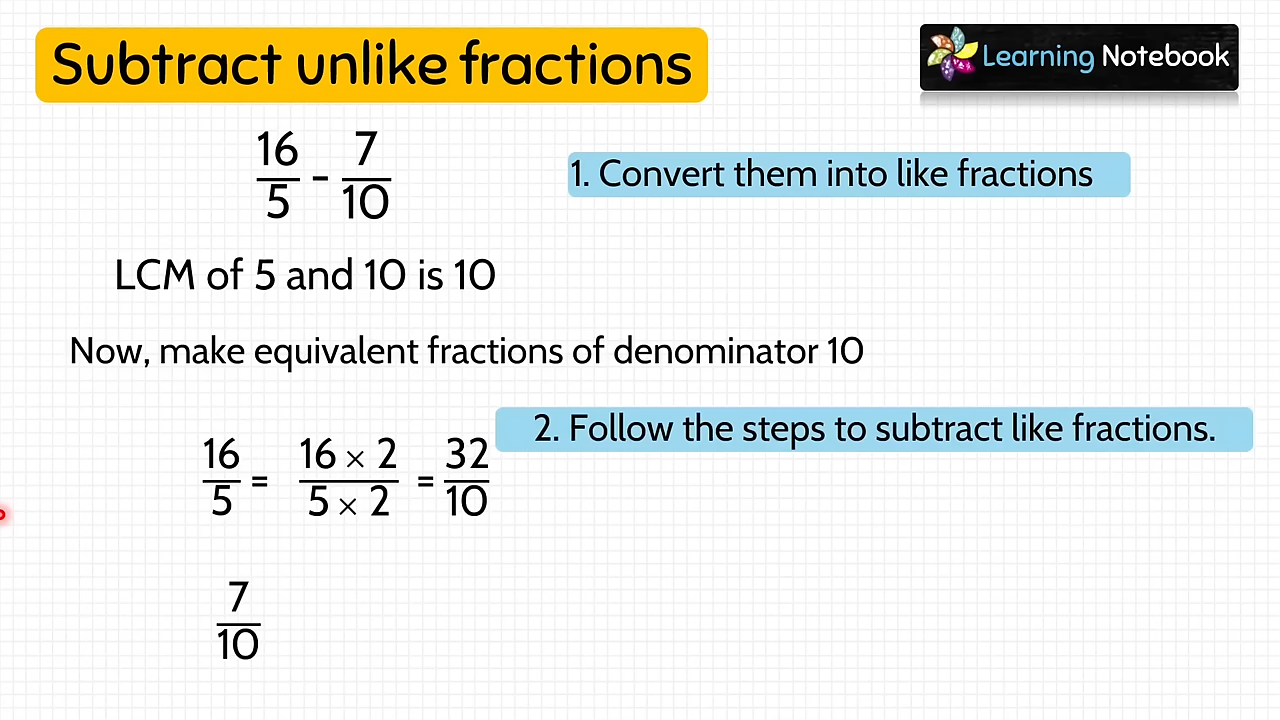 Subtract unlike fractions
Learning Notebook
16/5 - 7/10
1. Convert them into like fractions
LCM of 5 and 10 is 10
Now, make equivalent fractions of denominator 10
2. Follow the steps to subtract like fractions.
16/5 = 16 × 2/5 × 2 = 32/10
7/10